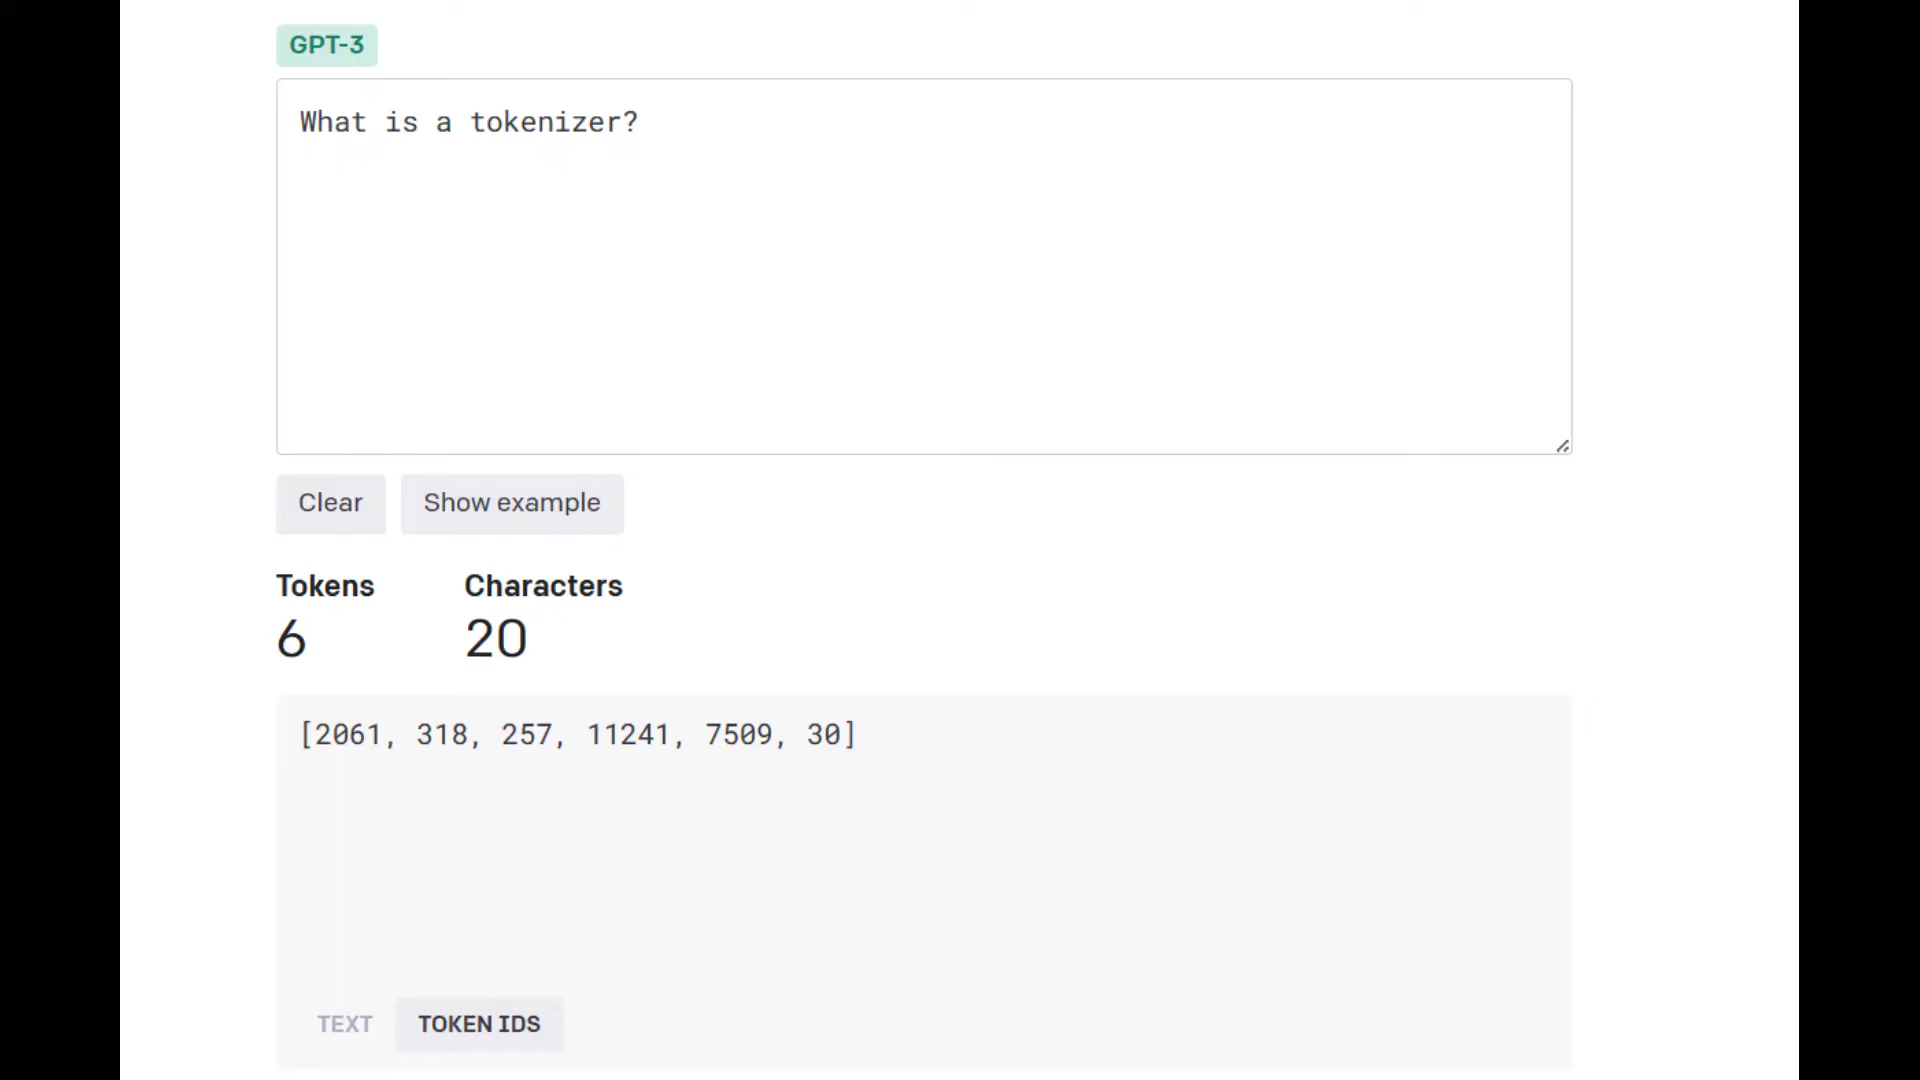 GPT-3
What is a tokenizer?
Clear Show example
Tokens Characters
6 20
[2061, 318, 257, 11241, 7509, 30]
TEXT TOKEN IDS